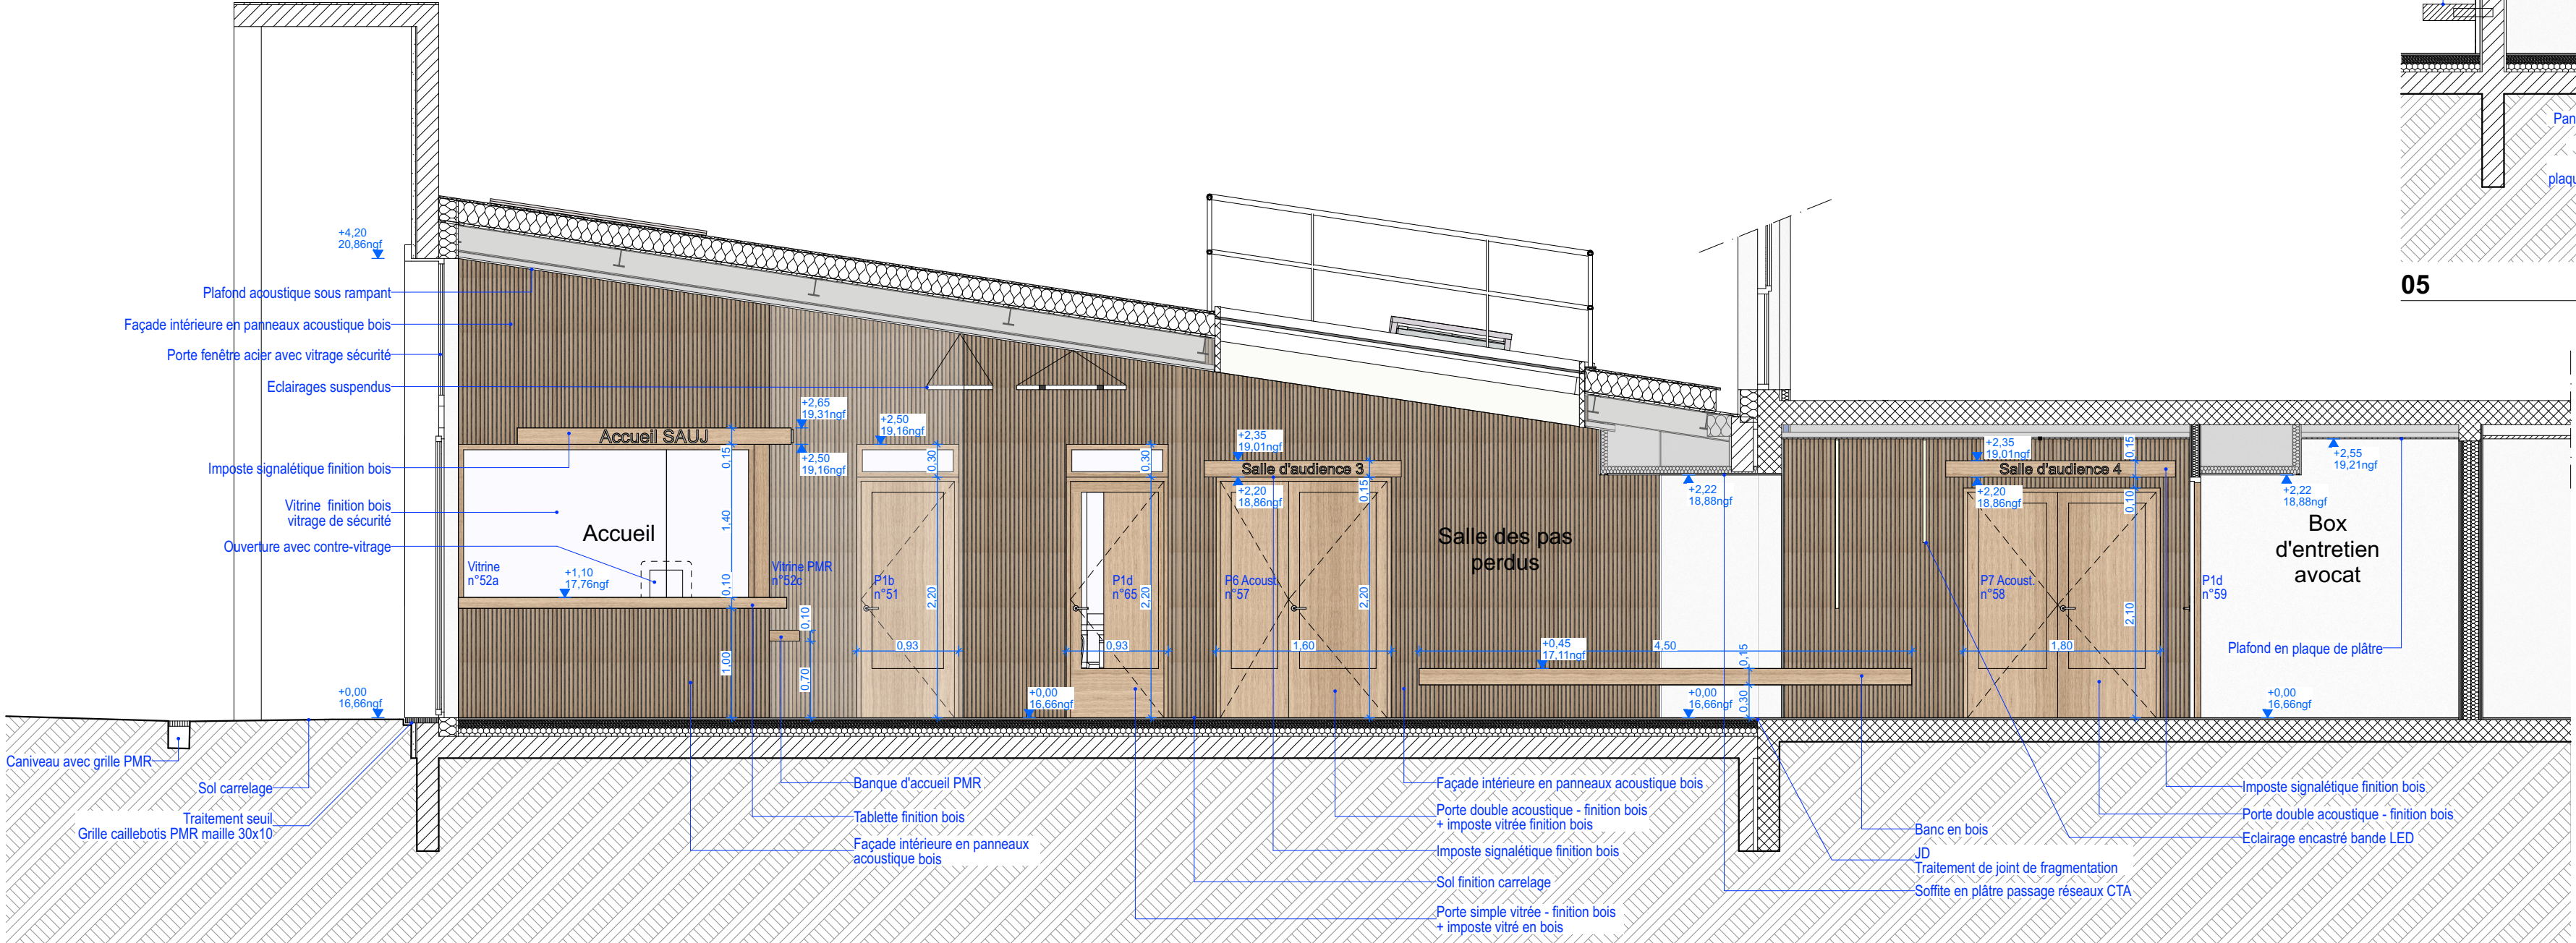 +4,20
20,86ngf
Plafond acoustique sous rampant
Façade intérieure en panneaux acoustique bois
Porte fenêtre acier avec vitrage sécurité
Eclairages suspendus
Imposte signalétique finition bois
Vitrine finition bois
vitrage de sécurité
Ouverture avec contre-vitrage
+0,00
16,66ngf
Caniveau avec grille PMR
Sol carrelage
Traitement seuil
Grille caillebotis PMR maille 30x10
Accueil SAUJ
Accueil
Vitrine
n°52a
+1,10
17,76ngf
0,15
1,40
0,10
1,00
+2,65
19,31ngf
+2,50
19,16ngf
Vitrine PMR
n°52c
0,10
0,70
+2,50
19,16ngf
0,30
P1b
n°51
2,20
0,93
+0,00
16,66ngf
0,30
P1d
n°65
2,20
0,93
+2,35
19,01ngf
Salle d'audience 3
+2,20
18,86ngf
0,15
P6 Acoust.
n°57
2,20
1,60
Salle des pas
perdus
+0,45
17,11ngf
4,50
0,15
0,30
+2,22
18,88ngf
+0,00
16,66ngf
+2,35
19,01ngf
Salle d'audience 4
+2,20
18,86ngf
0,15
0,10
P7 Acoust.
n°58
2,10
1,80
P1d
n°59
+2,55
19,21ngf
+2,22
18,88ngf
Box
d'entretien
avocat
Plafond en plaque de plâtre
+0,00
16,66ngf
Banque d'accueil PMR
Tablette finition bois
Façade intérieure en panneaux
acoustique bois
Façade intérieure en panneaux acoustique bois
Porte double acoustique - finition bois
+ imposte vitrée finition bois
Imposte signalétique finition bois
Sol finition carrelage
Porte simple vitrée - finition bois
+ imposte vitré en bois
Banc en bois
JD
Traitement de joint de fragmentation
Soffite en plâtre passage réseaux CTA
Imposte signalétique finition bois
Porte double acoustique - finition bois
Eclairage encastré bande LED
05
Pan
plaqu